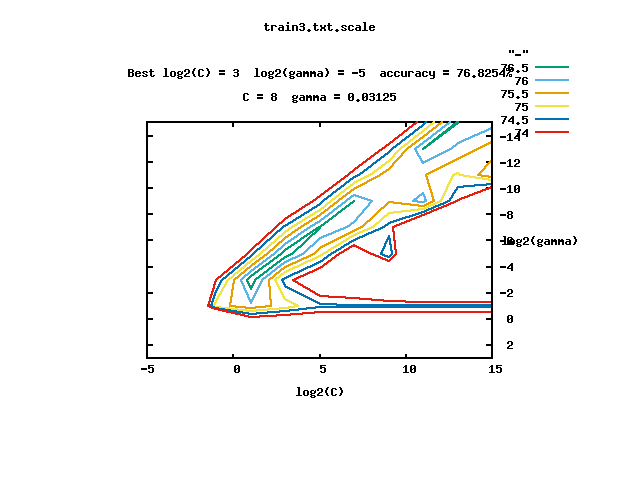 train3.txt.scale
"-"
Best log2(C) = 3  log2(gamma) = -5  accuracy = 76.8254%
76.5
76
C = 8  gamma = 0.03125
75.5
75
74.5
74
-14
-12
-10
-8
-6
log2(gamma)
-4
-2
0
2
-5 0 5 10 15
log2(C)